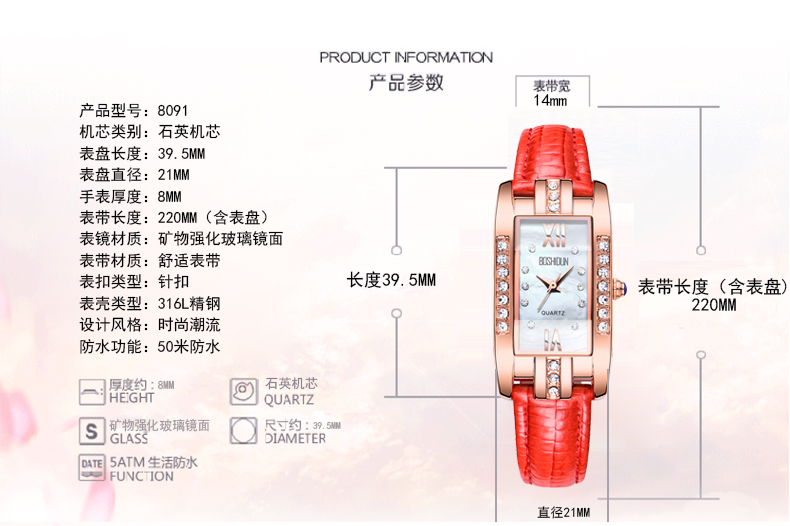 PRODUCT INFORMATION
产品参数
产品型号：8091
机芯类别：石英机芯
表盘长度：39.5MM
表盘直径：21MM
手表厚度：8MM
表带长度：220MM（含表盘）
表镜材质：矿物强化玻璃镜面
表带材质：舒适表带
表扣类型：针扣
表壳类型：316L精钢
设计风格：时尚潮流
防水功能：50米防水
厚度约：8MM
HEIGHT
石英机芯
QUARTZ
S
矿物强化玻璃镜面
GLASS
尺寸约：39.5MM
DIAMETER
DATE
5ATM 生活防水
FUNCTION
表带宽
14mm
长度39.5MM
XII
BOSHIDUN
QUARTZ
VI
表带长度（含表盘）
220MM
直径21MM